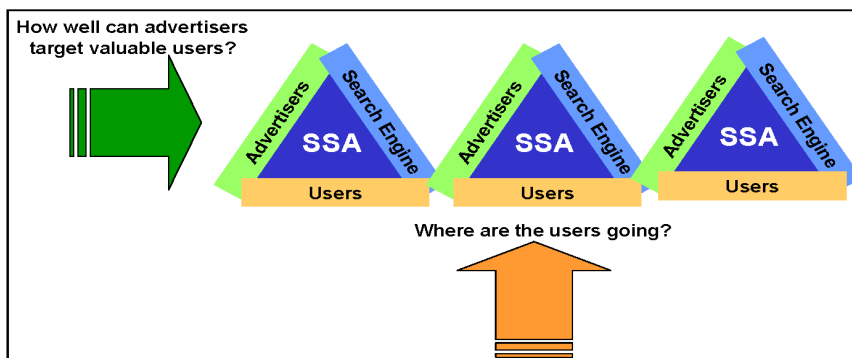 How well can advertisers
target valuable users?
Advertisers
SSA
Search Engine
Users
Advertisers
SSA
Search Engine
Users
Advertisers
SSA
Search Engine
Users
Where are the users going?